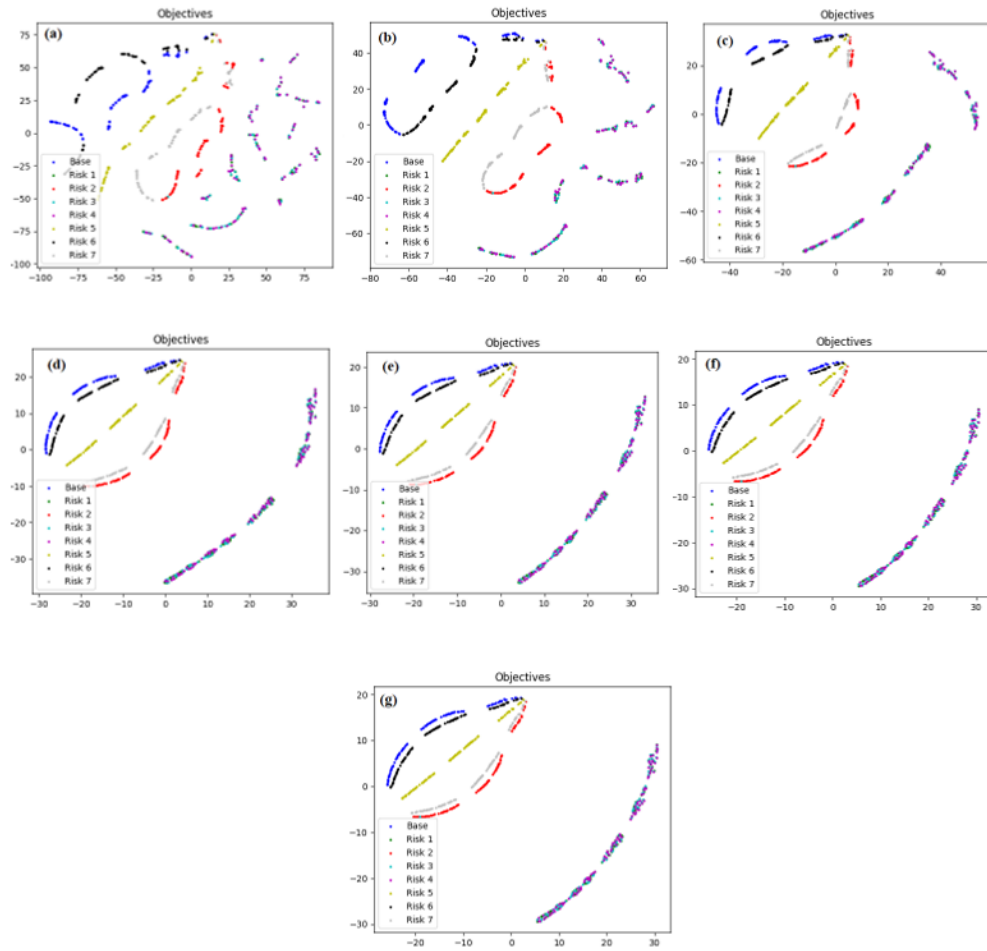 Objectives
(a)
75
50
25
0
−25
−50
−75
−100
Base
Risk 1
Risk 2
Risk 3
Risk 4
Risk 5
Risk 6
Risk 7
−100 −75 −50 −25 0 25 50 75
Objectives
(b)
40
20
0
−20
−40
−60
Base
Risk 1
Risk 2
Risk 3
Risk 4
Risk 5
Risk 6
Risk 7
−80 −60 −40 −20 0 20 40 60
Objectives
(c)
20
0
−20
−40
−60
Base
Risk 1
Risk 2
Risk 3
Risk 4
Risk 5
Risk 6
Risk 7
−40 −20 0 20 40
Objectives
(d)
20
10
0
−10
−20
−30
Base
Risk 1
Risk 2
Risk 3
Risk 4
Risk 5
Risk 6
Risk 7
−30 −20 −10 0 10 20 30
Objectives
(e)
20
10
0
−10
−20
−30
Base
Risk 1
Risk 2
Risk 3
Risk 4
Risk 5
Risk 6
Risk 7
−20 −10 0 10 20 30
Objectives
(f)
20
10
0
−10
−20
−30
Base
Risk 1
Risk 2
Risk 3
Risk 4
Risk 5
Risk 6
Risk 7
−20 −10 0 10 20 30
Objectives
(g)
20
10
0
−10
−20
−30
Base
Risk 1
Risk 2
Risk 3
Risk 4
Risk 5
Risk 6
Risk 7
−20 −10 0 10 20 30